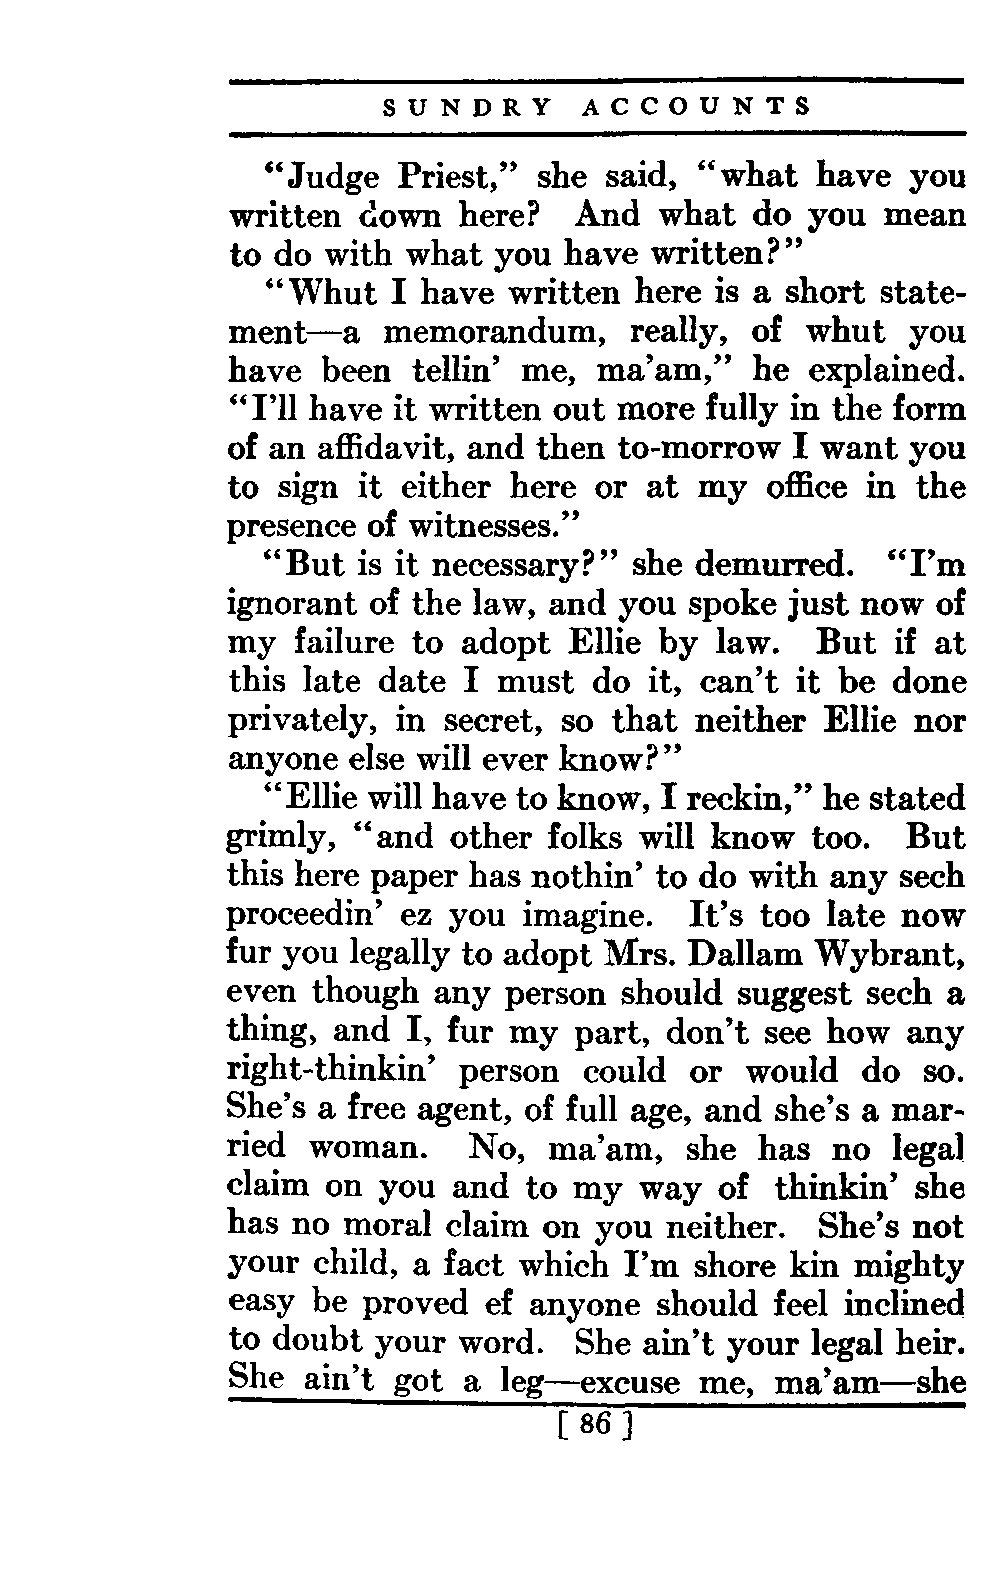 SUNDRY ACCOUNTS
“Judge Priest,” she said, “what have you
written down here? And what do you mean
to do with what you have written?”
“Whut I have written here is a short state-
ment—a memorandum, really, of whut you
have been tellin’ me, ma’am,” he explained.
“I’ll have it written out more fully in the form
of an affidavit, and then to-morrow I want you
to sign it either here or at my office in the
presence of witnesses.”
“But is it necessary?” she demurred. “I’m
ignorant of the law, and you spoke just now of
my failure to adopt Ellie by law. But if at
this late date I must do it, can’t it be done
privately, in secret, so that neither Ellie nor
anyone else will ever know?”
“Ellie will have to know, I reckin,” he stated
grimly, “and other folks will know too. But
this here paper has nothin’ to do with any sech
proceedin’ ez you imagine. It’s too late now
fur you legally to adopt Mrs. Dallam Wybrant,
even though any person should suggest sech a
thing, and I, fur my part, don’t see how any
right-thinkin’ person could or would do so.
She’s a free agent, of full age, and she’s a mar-
ried woman. No, ma’am, she has no legal
claim on you and to my way of thinkin’ she
has no moral claim on you neither. She’s not
your child, a fact which I’m shore kin mighty
easy be proved ef anyone should feel inclined
to doubt your word. She ain’t your legal heir.
She ain’t got a leg—excuse me, ma’am—she
[ 86 ]